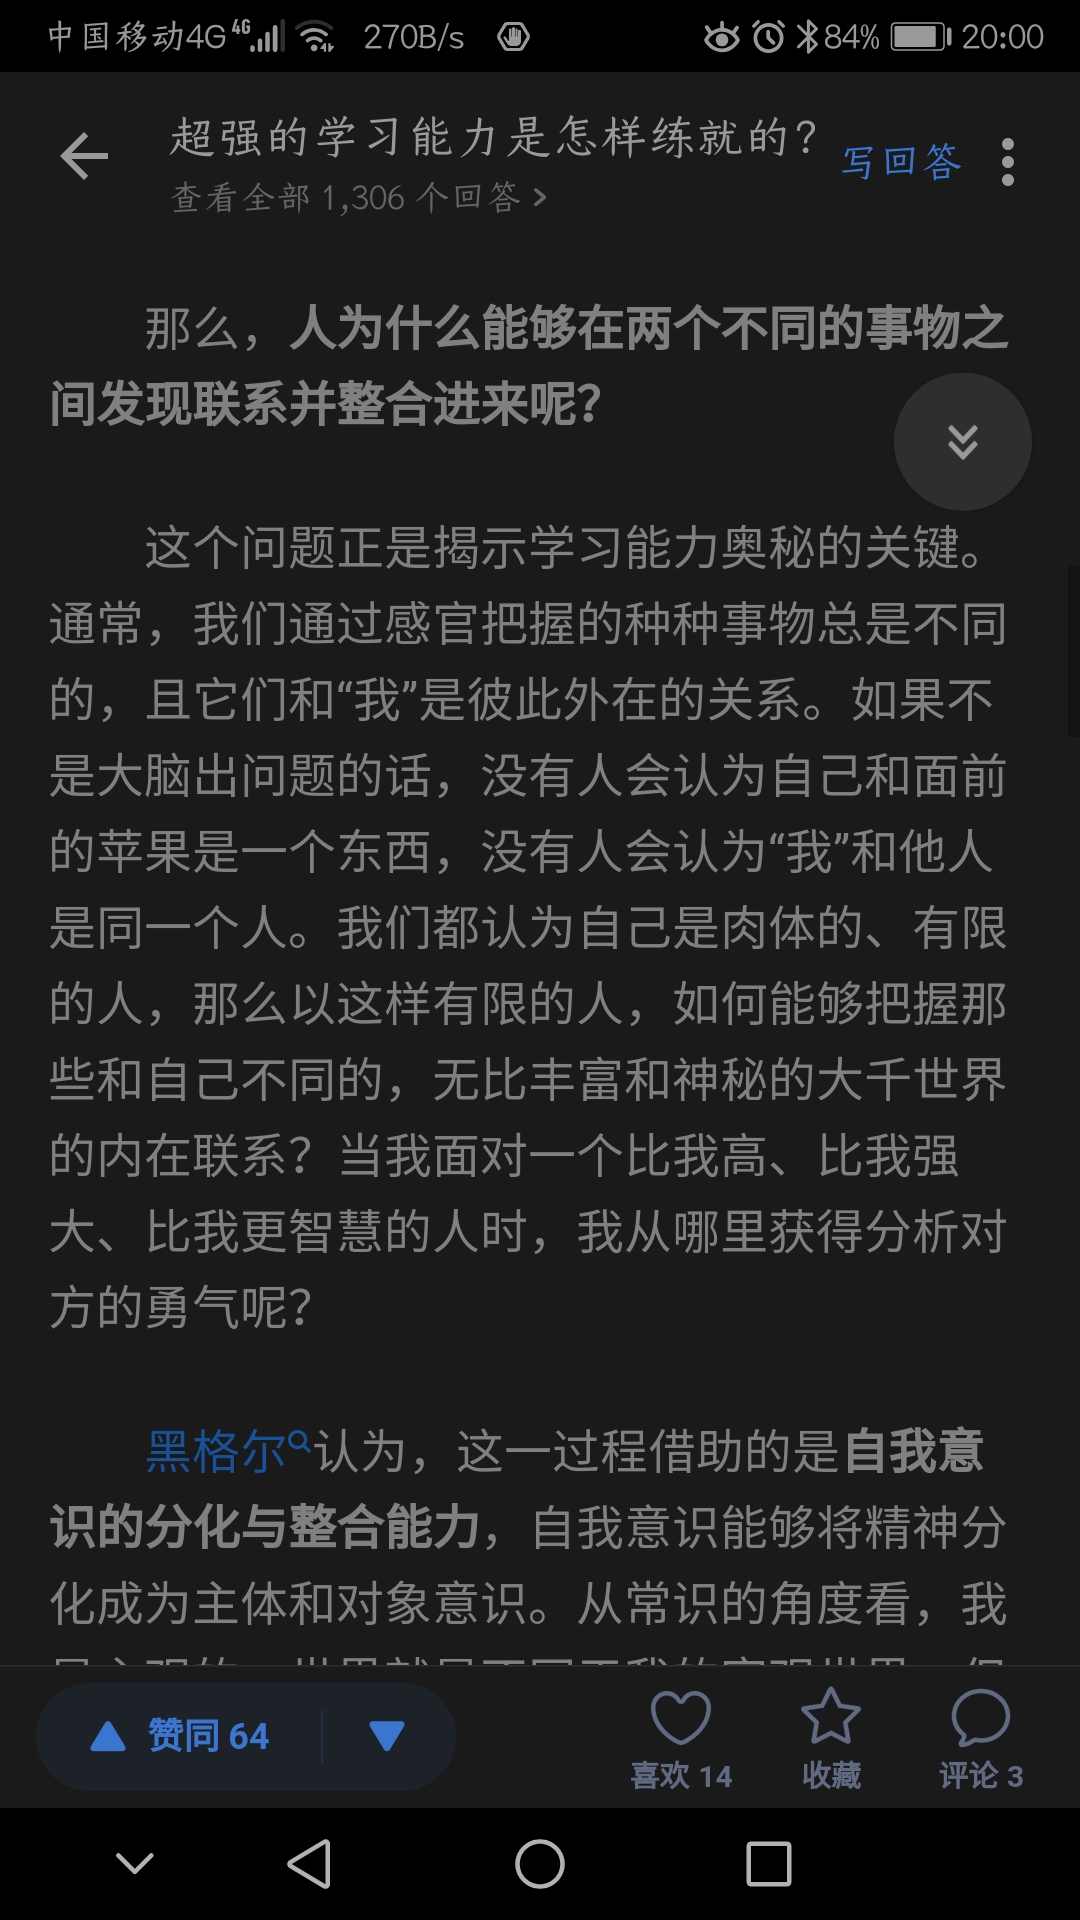 中国移动4G 4G 270B/s 84% 20:00
超强的学习能力是怎样练就的?
写回答
查看全部 1,306 个回答 >
那么，人为什么能够在两个不同的事物之
间发现联系并整合进来呢？
这个问题正是揭示学习能力奥秘的关键。
通常，我们通过感官把握的种种事物总是不同
的，且它们和“我”是彼此外在的关系。如果不
是大脑出问题的话，没有人会认为自己和面前
的苹果是一个东西，没有人会认为“我”和他人
是同一个人。我们都认为自己是肉体的、有限
的人，那么以这样有限的人，如何能够把握那
些和自己不同的，无比丰富和神秘的大千世界
的内在联系？当我面对一个比我高、比我强
大、比我更智慧的人时，我从哪里获得分析对
方的勇气呢？
黑格尔认为，这一过程借助的是自我意
识的分化与整合能力，自我意识能够将精神分
化成为主体和对象意识。从常识的角度看，我
赞同 64
喜欢 14
收藏
评论 3